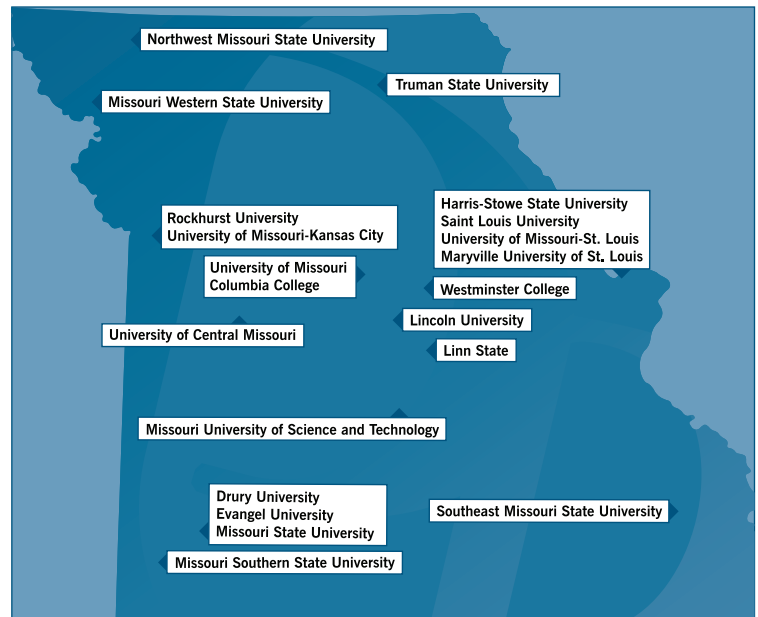 Northwest Missouri State University
Truman State University
Missouri Western State University
Harris-Stowe State University
Saint Louis University
University of Missouri-St. Louis
Maryville University of St. Louis
Rockhurst University
University of Missouri-Kansas City
University of Missouri
Columbia College
Westminster College
Lincoln University
University of Central Missouri
Linn State
Missouri University of Science and Technology
Drury University
Evangel University
Missouri State University
Southeast Missouri State University
Missouri Southern State University